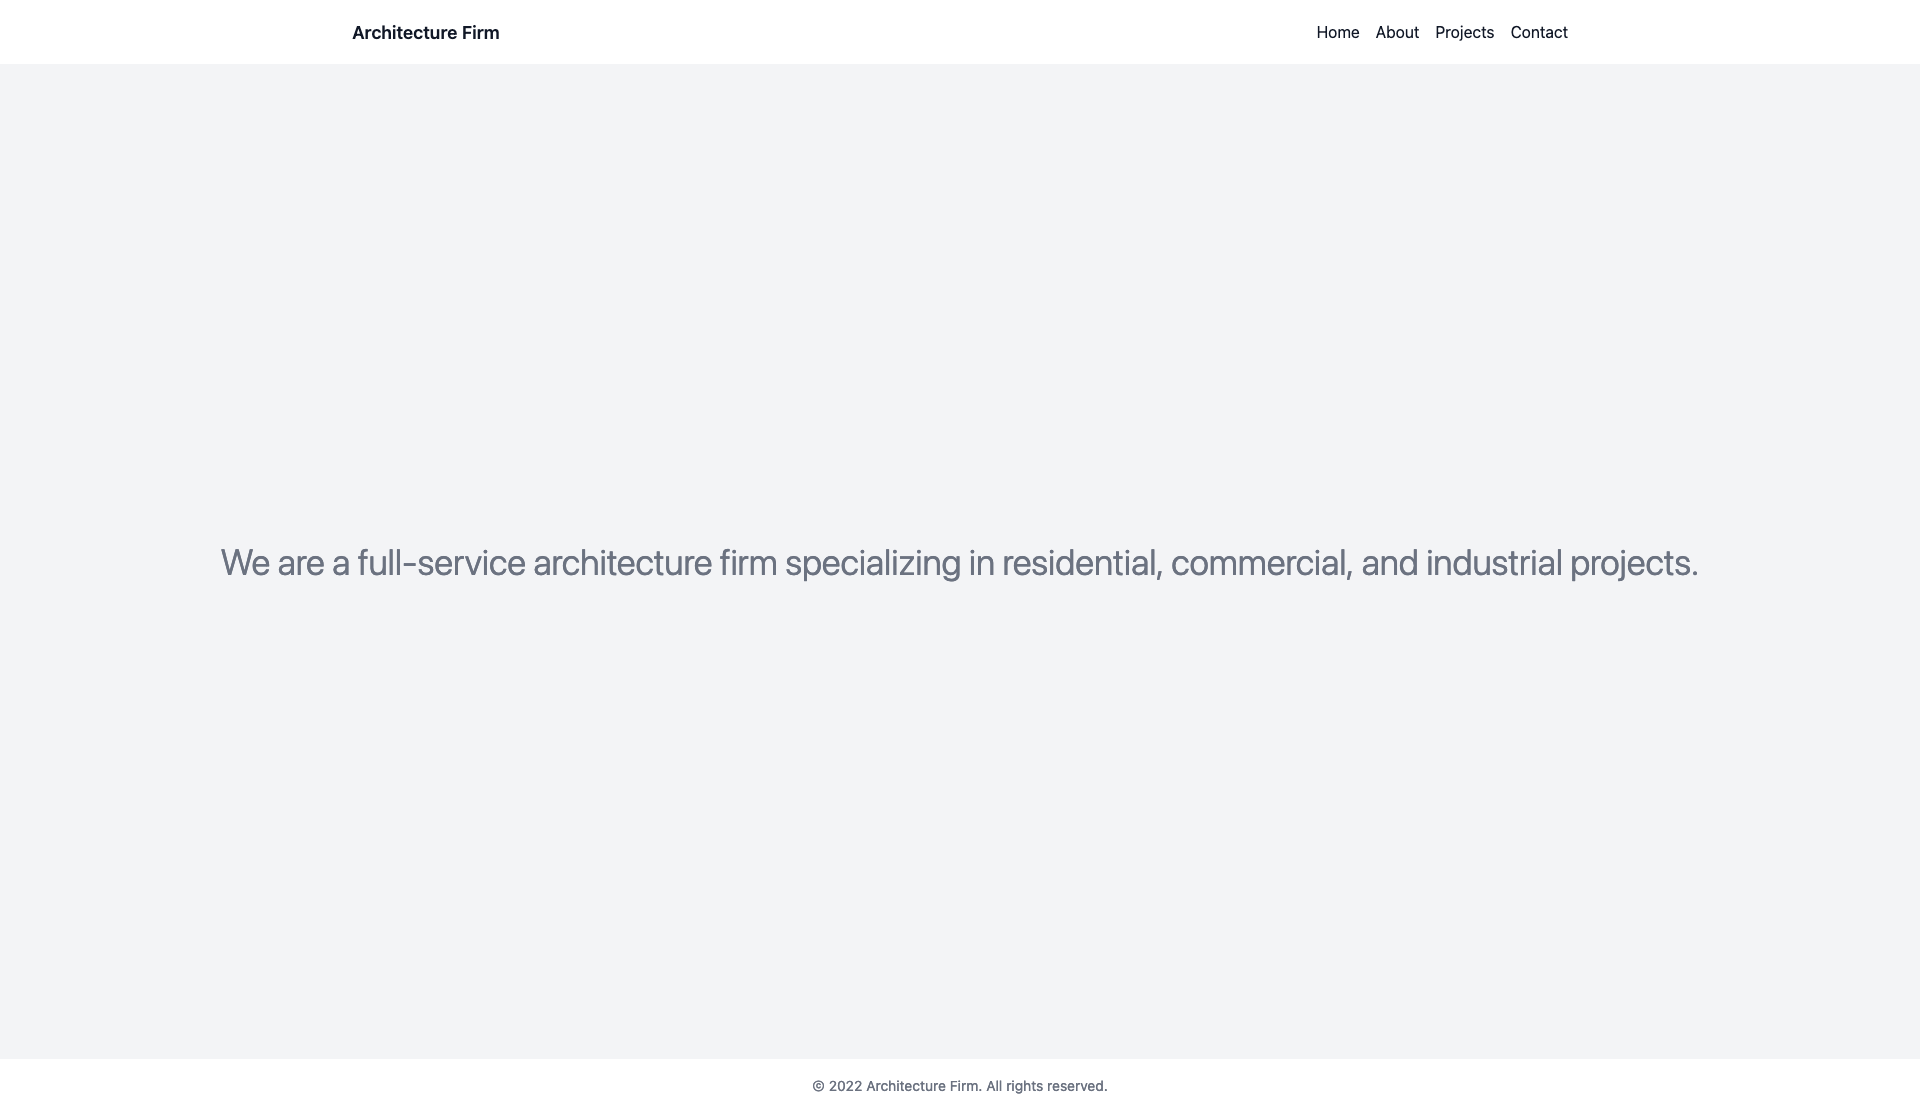 Architecture Firm
Home About Projects Contact
We are a full-service architecture firm specializing in residential, commercial, and industrial projects.
© 2022 Architecture Firm. All rights reserved.